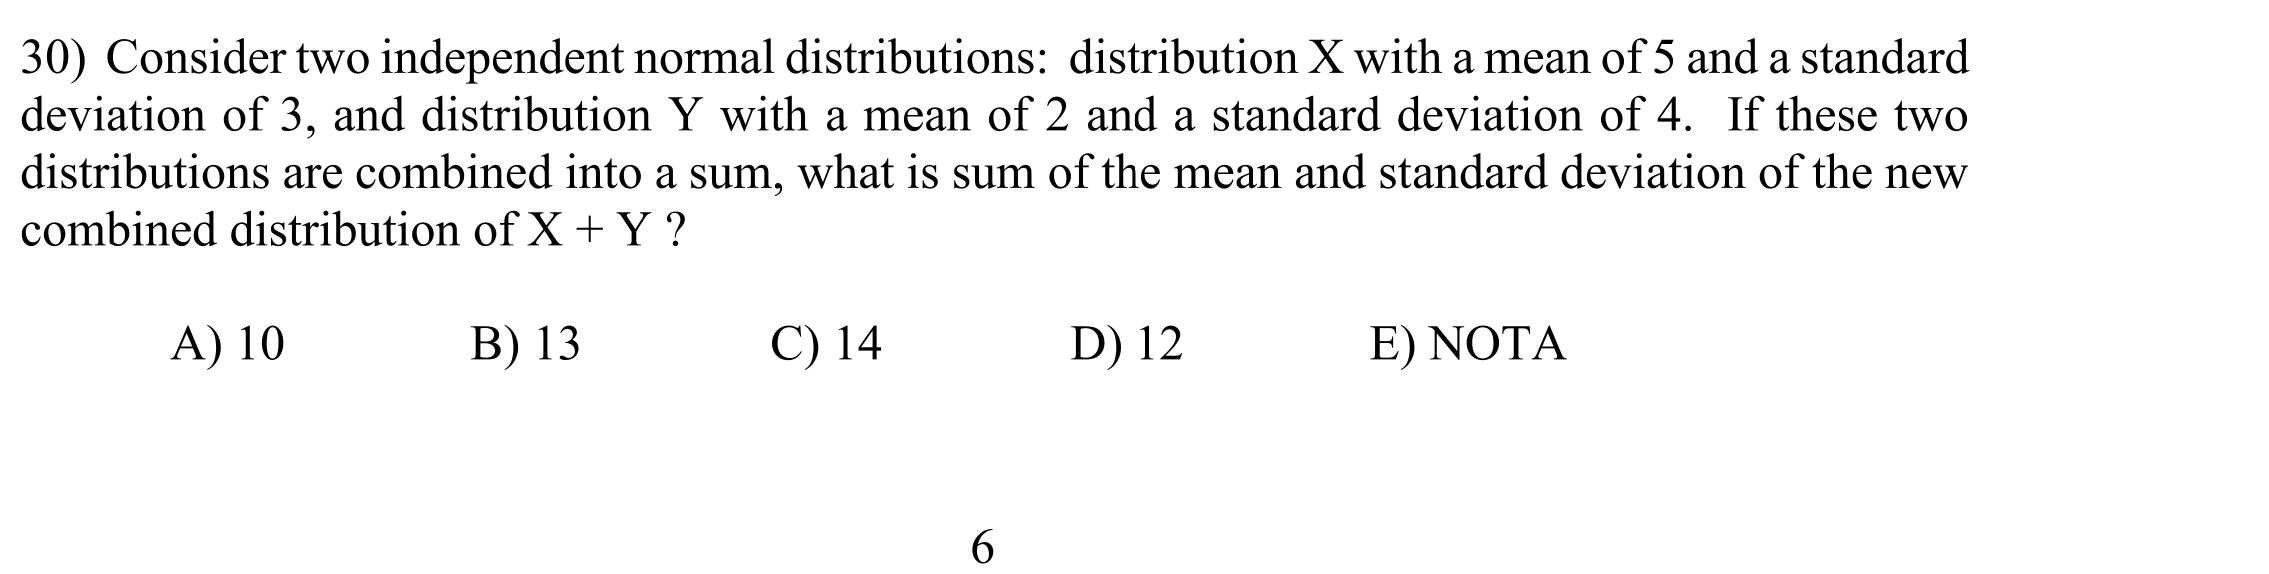 30) Consider two independent normal distributions: distribution X with a mean of 5 and a standard
deviation of 3, and distribution Y with a mean of 2 and a standard deviation of 4. If these two
distributions are combined into a sum, what is sum of the mean and standard deviation of the new
combined distribution of X + Y ?
A) 10 B) 13 C) 14 D) 12 E) NOTA
6